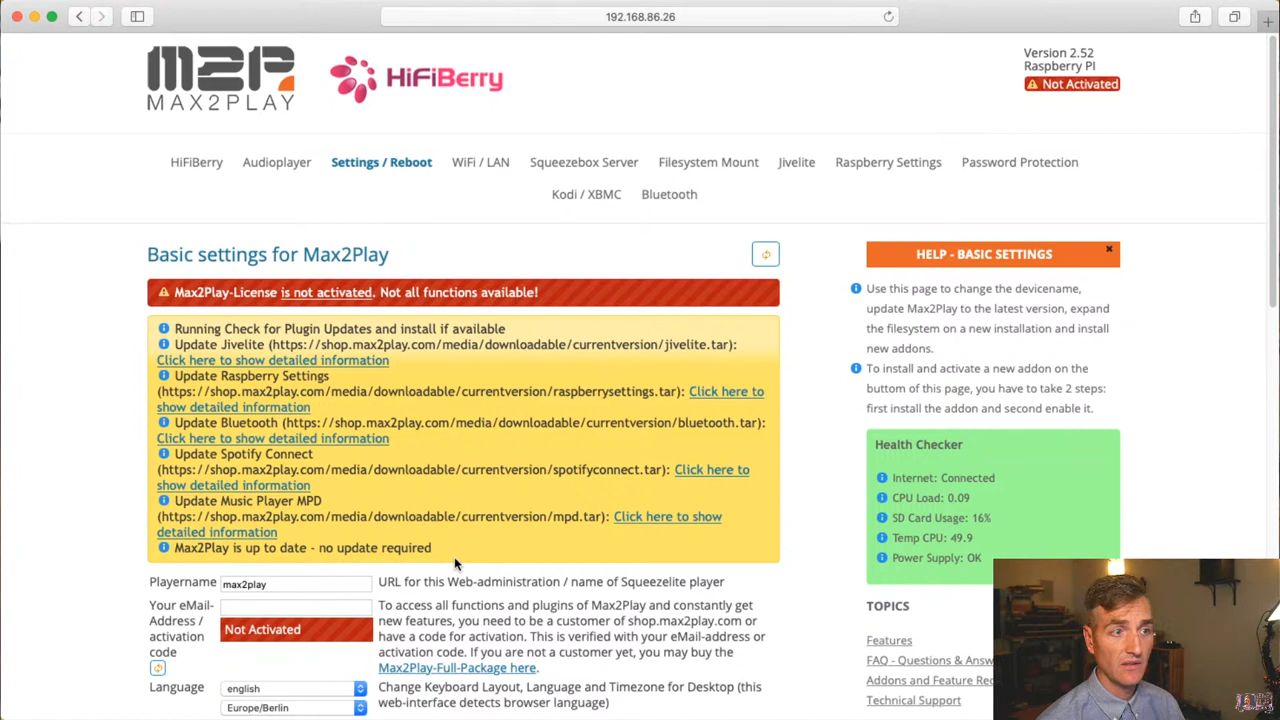 192.168.86.26
M2P
MAX2PLAY
HiFiBerry
Version 2.52
Raspberry PI
Not Activated
HiFiBerry Audioplayer Settings / Reboot WiFi / LAN Squeezebox Server Filesystem Mount Jivelite Raspberry Settings Password Protection
Kodi / XBMC Bluetooth
Basic settings for Max2Play
Max2Play-License is not activated. Not all functions available!
Running Check for Plugin Updates and install if available
Update Jivelite (https://shop.max2play.com/media/downloadable/currentversion/jivelite.tar):
Click here to show detailed information
Update Raspberry Settings
(https://shop.max2play.com/media/downloadable/currentversion/raspberrysettings.tar): Click here to
show detailed information
Update Bluetooth (https://shop.max2play.com/media/downloadable/currentversion/bluetooth.tar):
Click here to show detailed information
Update Spotify Connect
(https://shop.max2play.com/media/downloadable/currentversion/spotifyconnect.tar): Click here to
show detailed information
Update Music Player MPD
(https://shop.max2play.com/media/downloadable/currentversion/mpd.tar): Click here to show
detailed information
Max2Play is up to date - no update required
Playername max2play URL for this Web-administration / name of Squeezelite player
Your eMail-
Address /
activation
code
Not Activated
To access all functions and plugins of Max2Play and constantly get
new features, you need to be a customer of shop.max2play.com or
have a code for activation. This is verified with your eMail-address or
activation code. If you are not a customer yet, you may buy the
Max2Play-Full-Package here.
Language english
Europe/Berlin
Change Keyboard Layout, Language and Timezone for Desktop (this
web-interface detects browser language)
HELP - BASIC SETTINGS
Use this page to change the devicename,
update Max2Play to the latest version, expand
the filesystem on a new installation and install
new addons.
To install and activate a new addon on the
buttom of this page, you have to take 2 steps:
first install the addon and second enable it.
Health Checker
Internet: Connected
CPU Load: 0.09
SD Card Usage: 16%
Temp CPU: 49.9
Power Supply: OK
TOPICS
Features
FAQ - Questions & Answ
Addons and Feature Rec
Technical Support